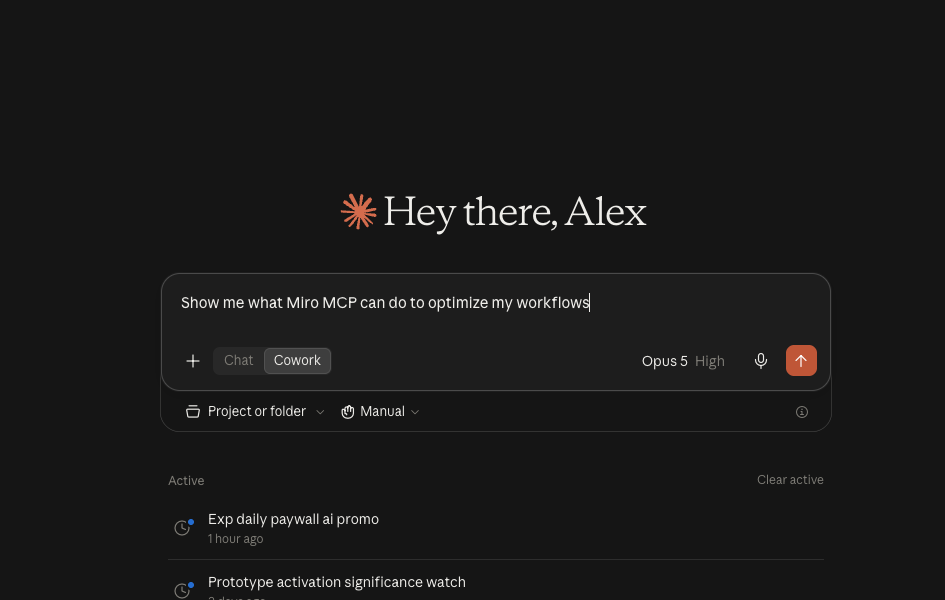 Hey there, Alex
Show me what Miro MCP can do to optimize my workflows
Chat Cowork Opus 5 High
Project or folder Manual
Active Clear active
Exp daily paywall ai promo
1 hour ago
Prototype activation significance watch